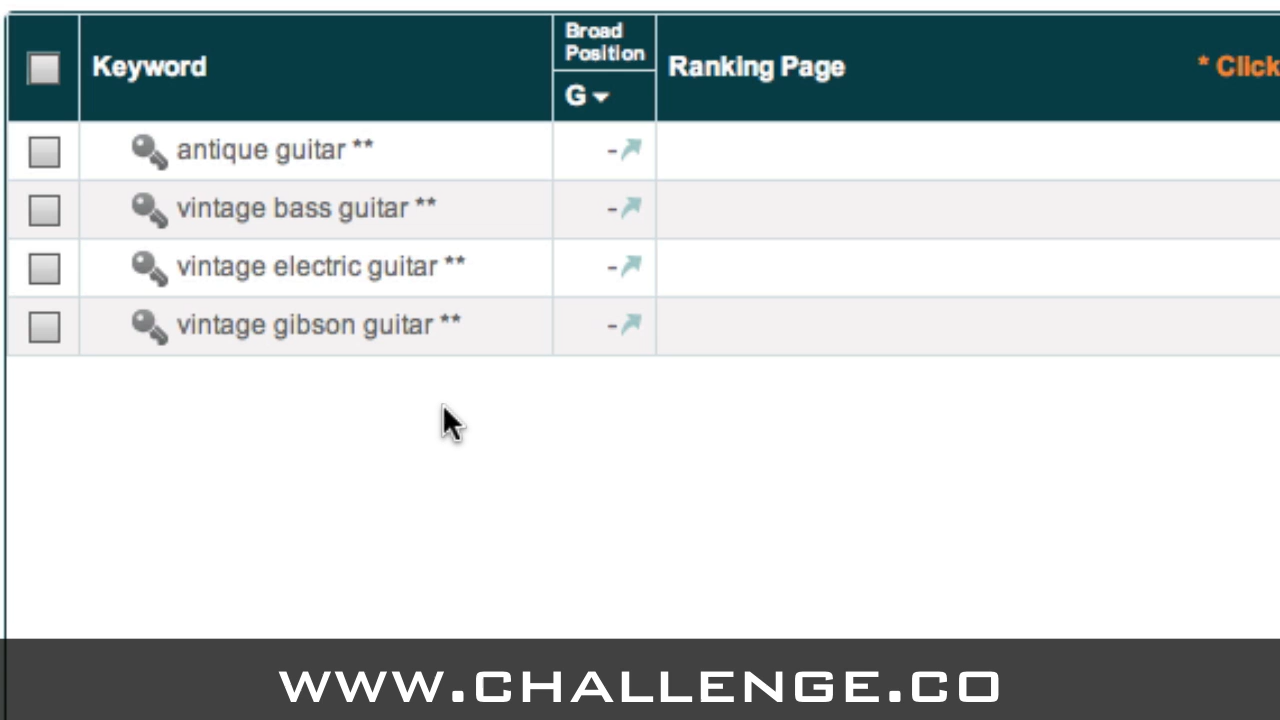 Keyword
Broad
Position
G
Ranking Page
* Click
antique guitar **
-
vintage bass guitar **
-
vintage electric guitar **
-
vintage gibson guitar **
-
WWW.CHALLENGE.CO